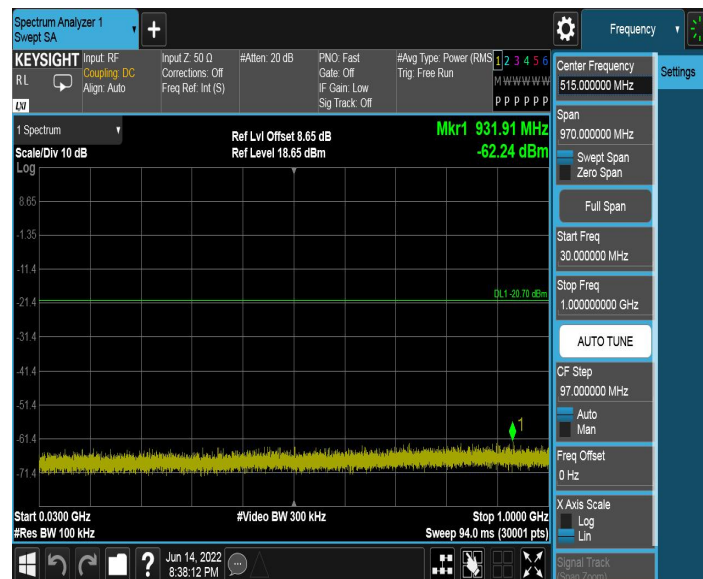 Spectrum Analyzer 1
Swept SA
Frequency
KEYSIGHT
RL
LXI
Input: RF
Coupling: DC
Align: Auto
Input Z: 50 Ω
Corrections: Off
Freq Ref: Int (S)
#Atten: 20 dB
PNO: Fast
Gate: Off
IF Gain: Low
Sig Track: Off
#Avg Type: Power (RMS
Trig: Free Run
1 2 3 4 5 6
M W W W W W
P P P P P P
1 Spectrum
Scale/Div 10 dB
Ref Lvl Offset 8.65 dB
Ref Level 18.65 dBm
Mkr1 931.91 MHz
-62.24 dBm
Log
8.65
-1.35
-11.4
-21.4
-31.4
-41.4
-51.4
-61.4
-71.4
DL1 -20.70 dBm
1
Start 0.0300 GHz
#Res BW 100 kHz
#Video BW 300 kHz
Stop 1.0000 GHz
Sweep 94.0 ms (30001 pts)
Jun 14, 2022
8:38:12 PM
Center Frequency
515.000000 MHz
Settings
Span
970.000000 MHz
Swept Span
Zero Span
Full Span
Start Freq
30.000000 MHz
Stop Freq
1.000000000 GHz
AUTO TUNE
CF Step
97.000000 MHz
Auto
Man
Freq Offset
0 Hz
X Axis Scale
Log
Lin
Signal Track
(Span Zoom)